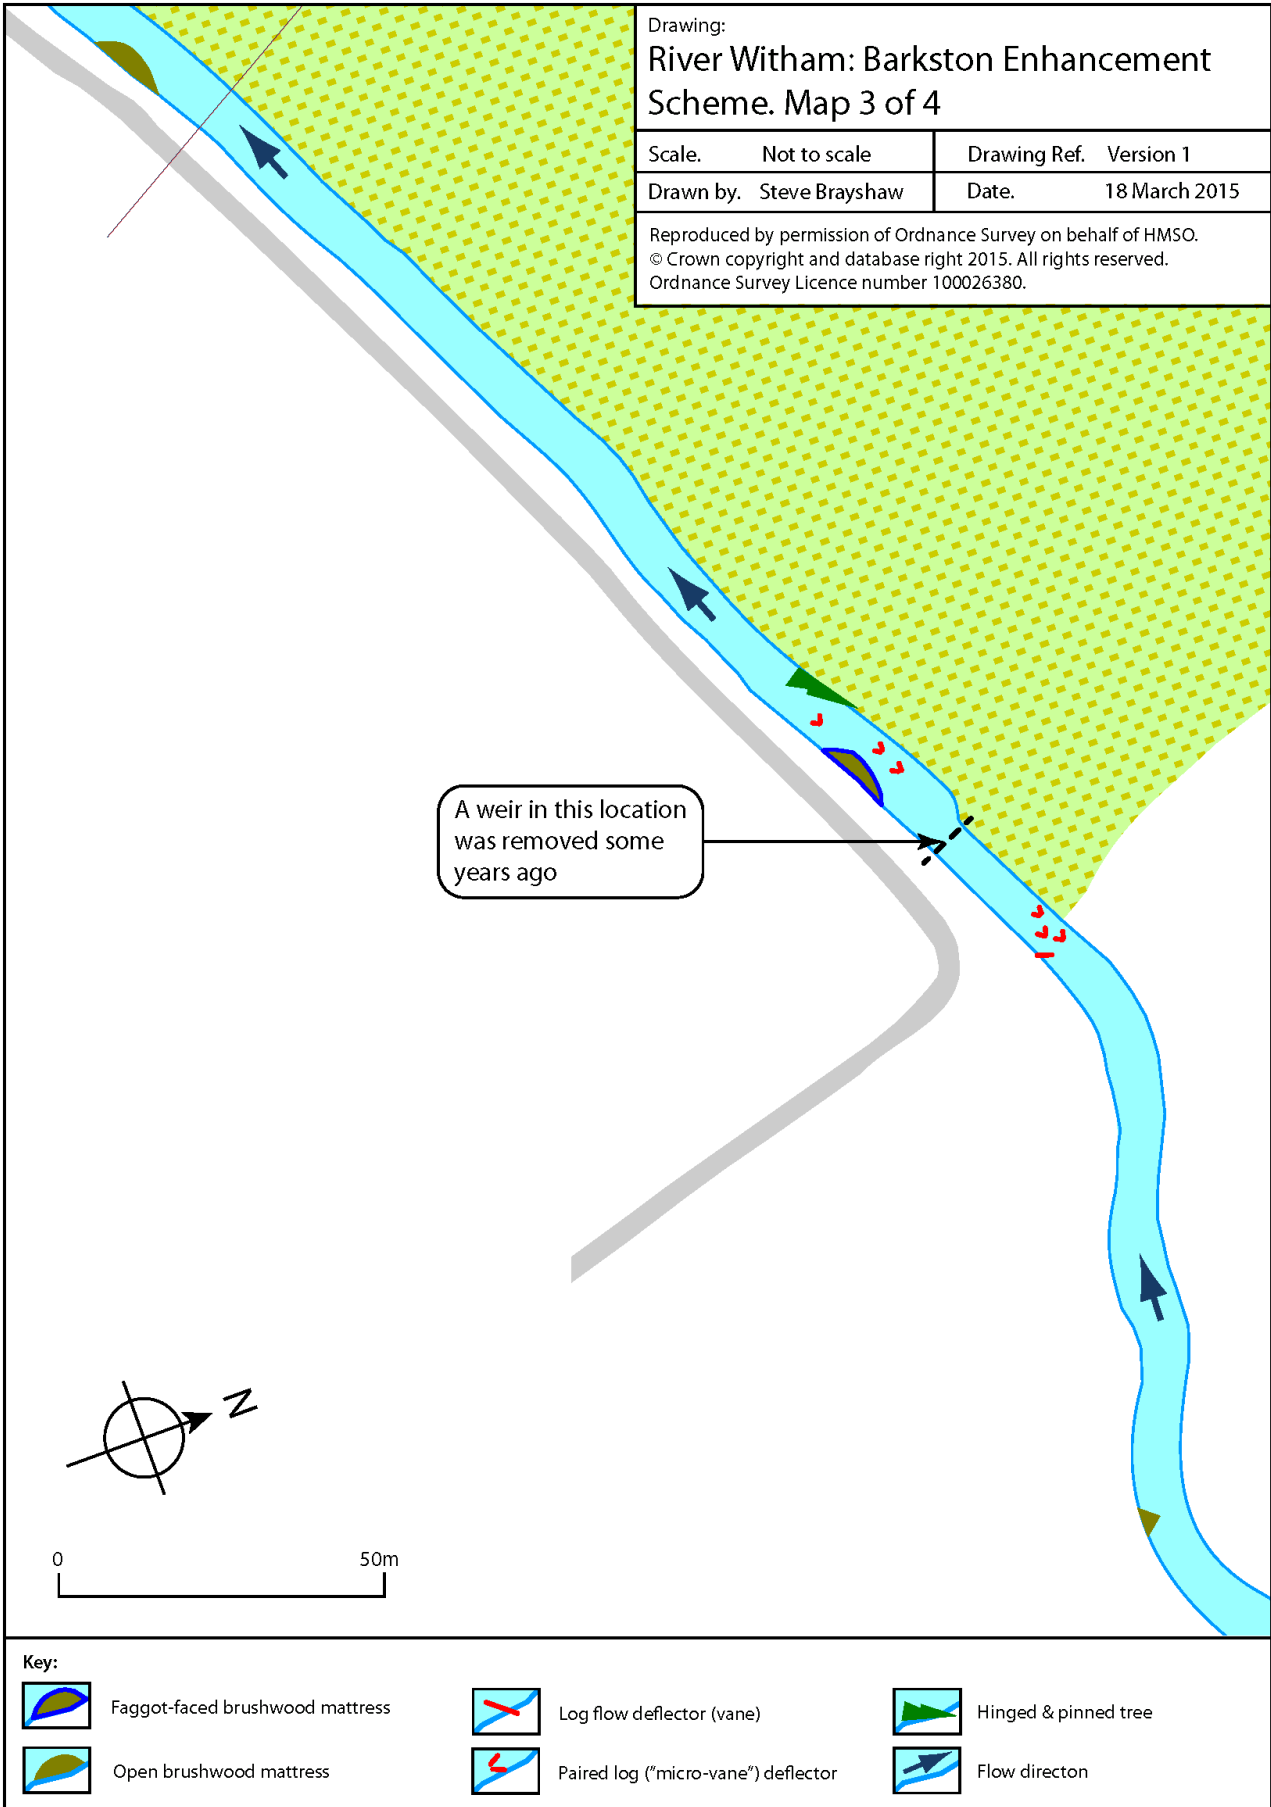 Drawing:
River Witham: Barkston Enhancement
Scheme. Map 3 of 4
Scale. Not to scale
Drawing Ref. Version 1
Drawn by. Steve Brayshaw
Date. 18 March 2015
Reproduced by permission of Ordnance Survey on behalf of HMSO.
© Crown copyright and database right 2015. All rights reserved.
Ordnance Survey Licence number 100026380.
A weir in this location
was removed some
years ago
N
0 50m
Key:
Faggot-faced brushwood mattress
Log flow deflector (vane)
Hinged & pinned tree
Open brushwood mattress
Paired log ("micro-vane") deflector
Flow directon